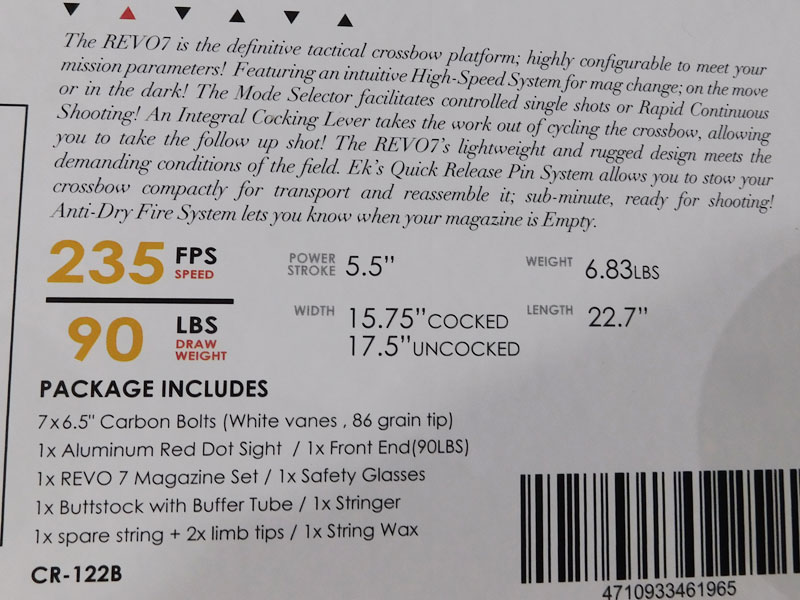 The REVO7 is the definitive tactical crossbow platform; highly configurable to meet your
mission parameters! Featuring an intuitive High-Speed System for mag change; on the move
or in the dark! The Mode Selector facilitates controlled single shots or Rapid Continuous
Shooting! An Integral Cocking Lever takes the work out of cycling the crossbow, allowing
you to take the follow up shot! The REVO7's lightweight and rugged design meets the
demanding conditions of the field. Ek's Quick Release Pin System allows you to stow your
crossbow compactly for transport and reassemble it; sub-minute, ready for shooting!
Anti-Dry Fire System lets you know when your magazine is Empty.
235 FPS SPEED
90 LBS DRAW WEIGHT
POWER STROKE 5.5"
WEIGHT 6.83LBS
WIDTH 15.75" COCKED
17.5" UNCOCKED
LENGTH 22.7"
PACKAGE INCLUDES
7x6.5" Carbon Bolts (White vanes , 86 grain tip)
1x Aluminum Red Dot Sight / 1x Front End(90LBS)
1x REVO 7 Magazine Set / 1x Safety Glasses
1x Buttstock with Buffer Tube / 1x Stringer
1x spare string + 2x limb tips / 1x String Wax
CR-122B
4710933461965